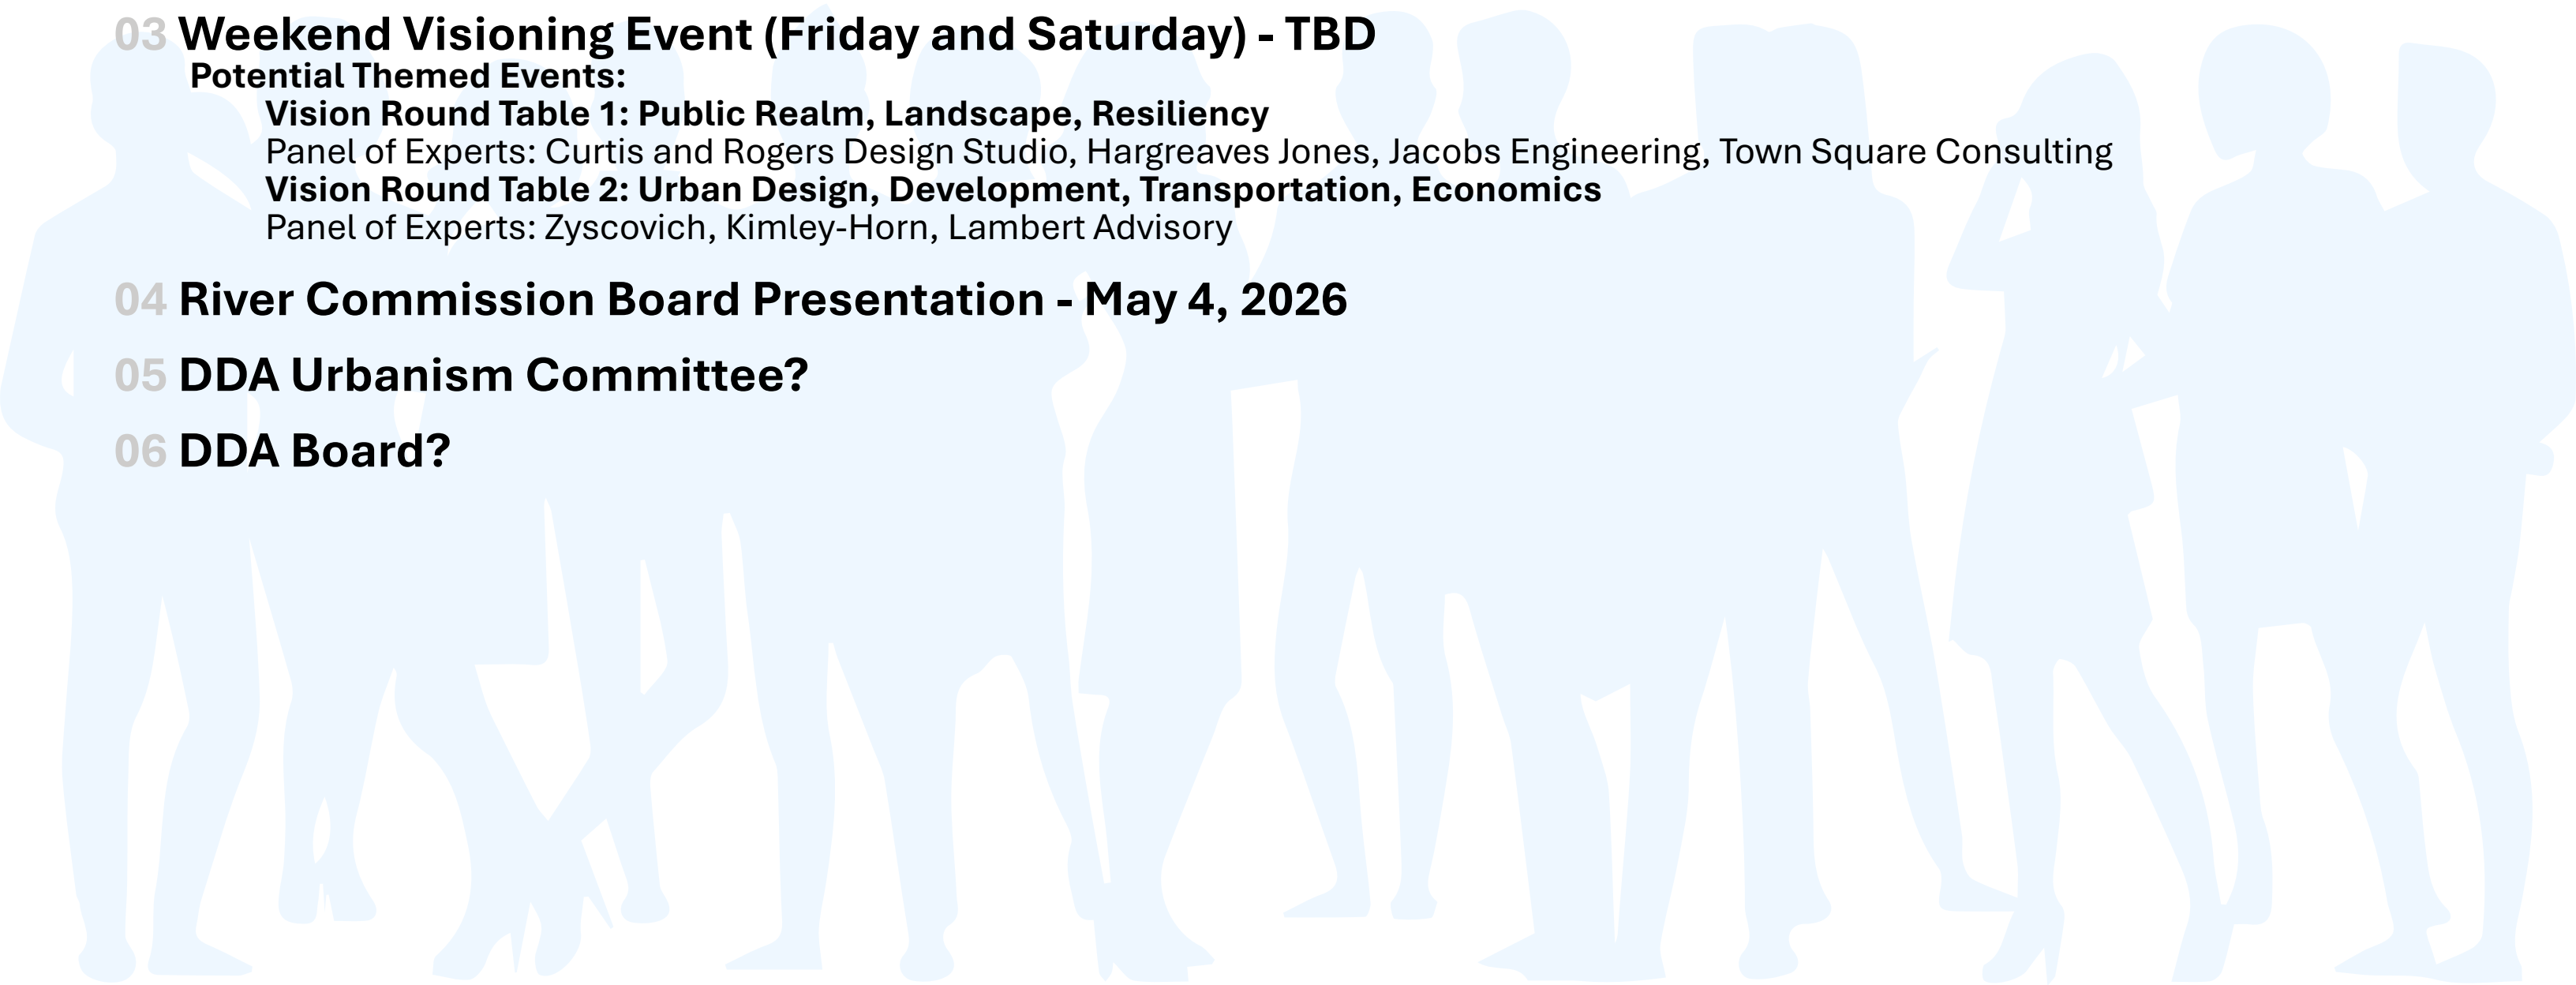 03 Weekend Visioning Event (Friday and Saturday) - TBD
Potential Themed Events:
Vision Round Table 1: Public Realm, Landscape, Resiliency
Panel of Experts: Curtis and Rogers Design Studio, Hargreaves Jones, Jacobs Engineering, Town Square Consulting
Vision Round Table 2: Urban Design, Development, Transportation, Economics
Panel of Experts: Zyscovich, Kimley-Horn, Lambert Advisory
04 River Commission Board Presentation - May 4, 2026
05 DDA Urbanism Committee?
06 DDA Board?